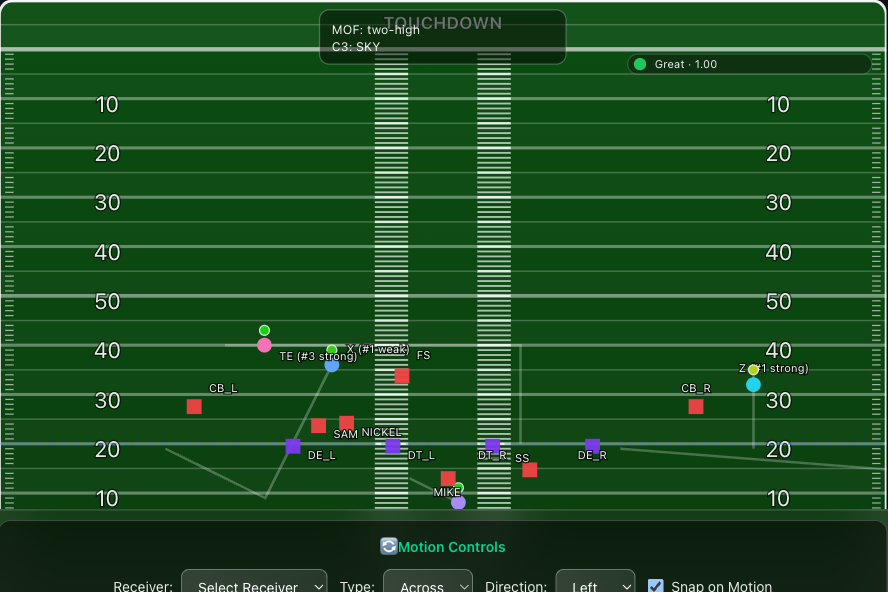 TOUCHDOWN
MOF: two-high
C3: SKY
Great · 1.00
10 10
20 20
30 30
40 40
50 50
40 40
TE (#3 strong) X (#1 weak) FS
Z (#1 strong)
CB_L CB_R
30 30
SAM NICKEL
20 20
DE_L DT_L DT_R SS DE_R
MIKE
10 10
Motion Controls
Receiver: Select Receiver Type: Across Direction: Left Snap on Motion